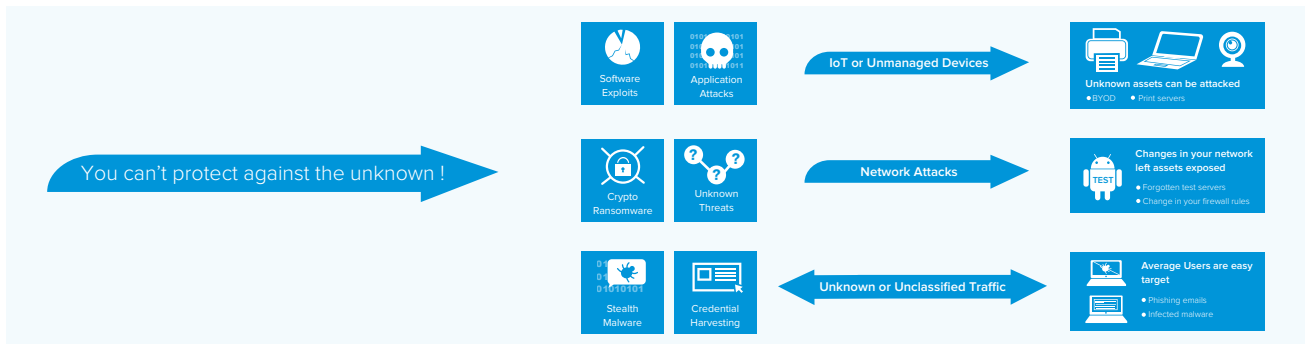 You can't protect against the unknown !
Software
Exploits
Application
Attacks
IoT or Unmanaged Devices
Unknown assets can be attacked
• BYOD • Print servers
Crypto
Ransomware
? ? ?
Unknown
Threats
Network Attacks
TEST
Changes in your network
left assets exposed
• Forgotten test servers
• Change in your firewall rules
01010101
Stealth
Malware
Credential
Harvesting
Unknown or Unclassified Traffic
Average Users are easy
target
• Phishing emails
• Infected malware